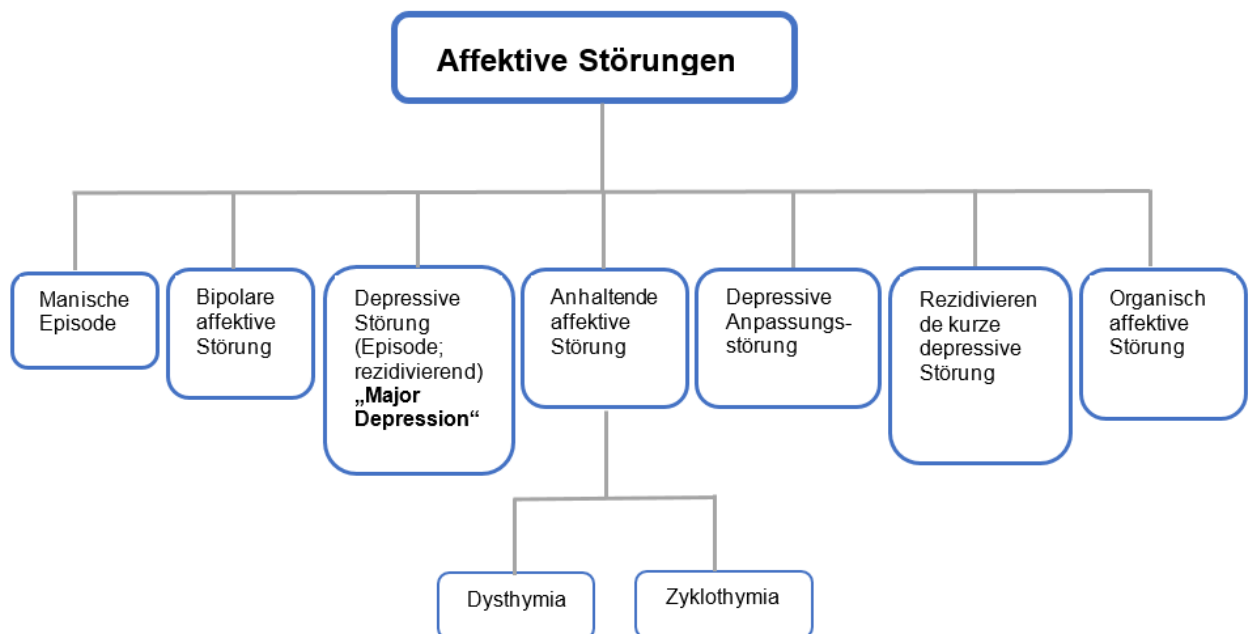 Affektive Störungen
Manische
Episode
Bipolare
affektive
Störung
Depressive
Störung
(Episode;
rezidivierend)
„Major
Depression“
Anhaltende
affektive
Störung
Depressive
Anpassungs-
störung
Rezidivieren
de kurze
depressive
Störung
Organisch
affektive
Störung
Dysthymia
Zyklothymia